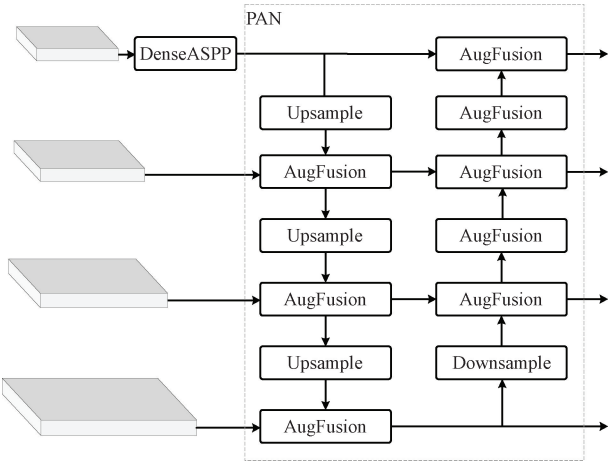 PAN
DenseASPP
AugFusion
Upsample
AugFusion
AugFusion
AugFusion
Upsample
AugFusion
AugFusion
AugFusion
Upsample
Downsample
AugFusion